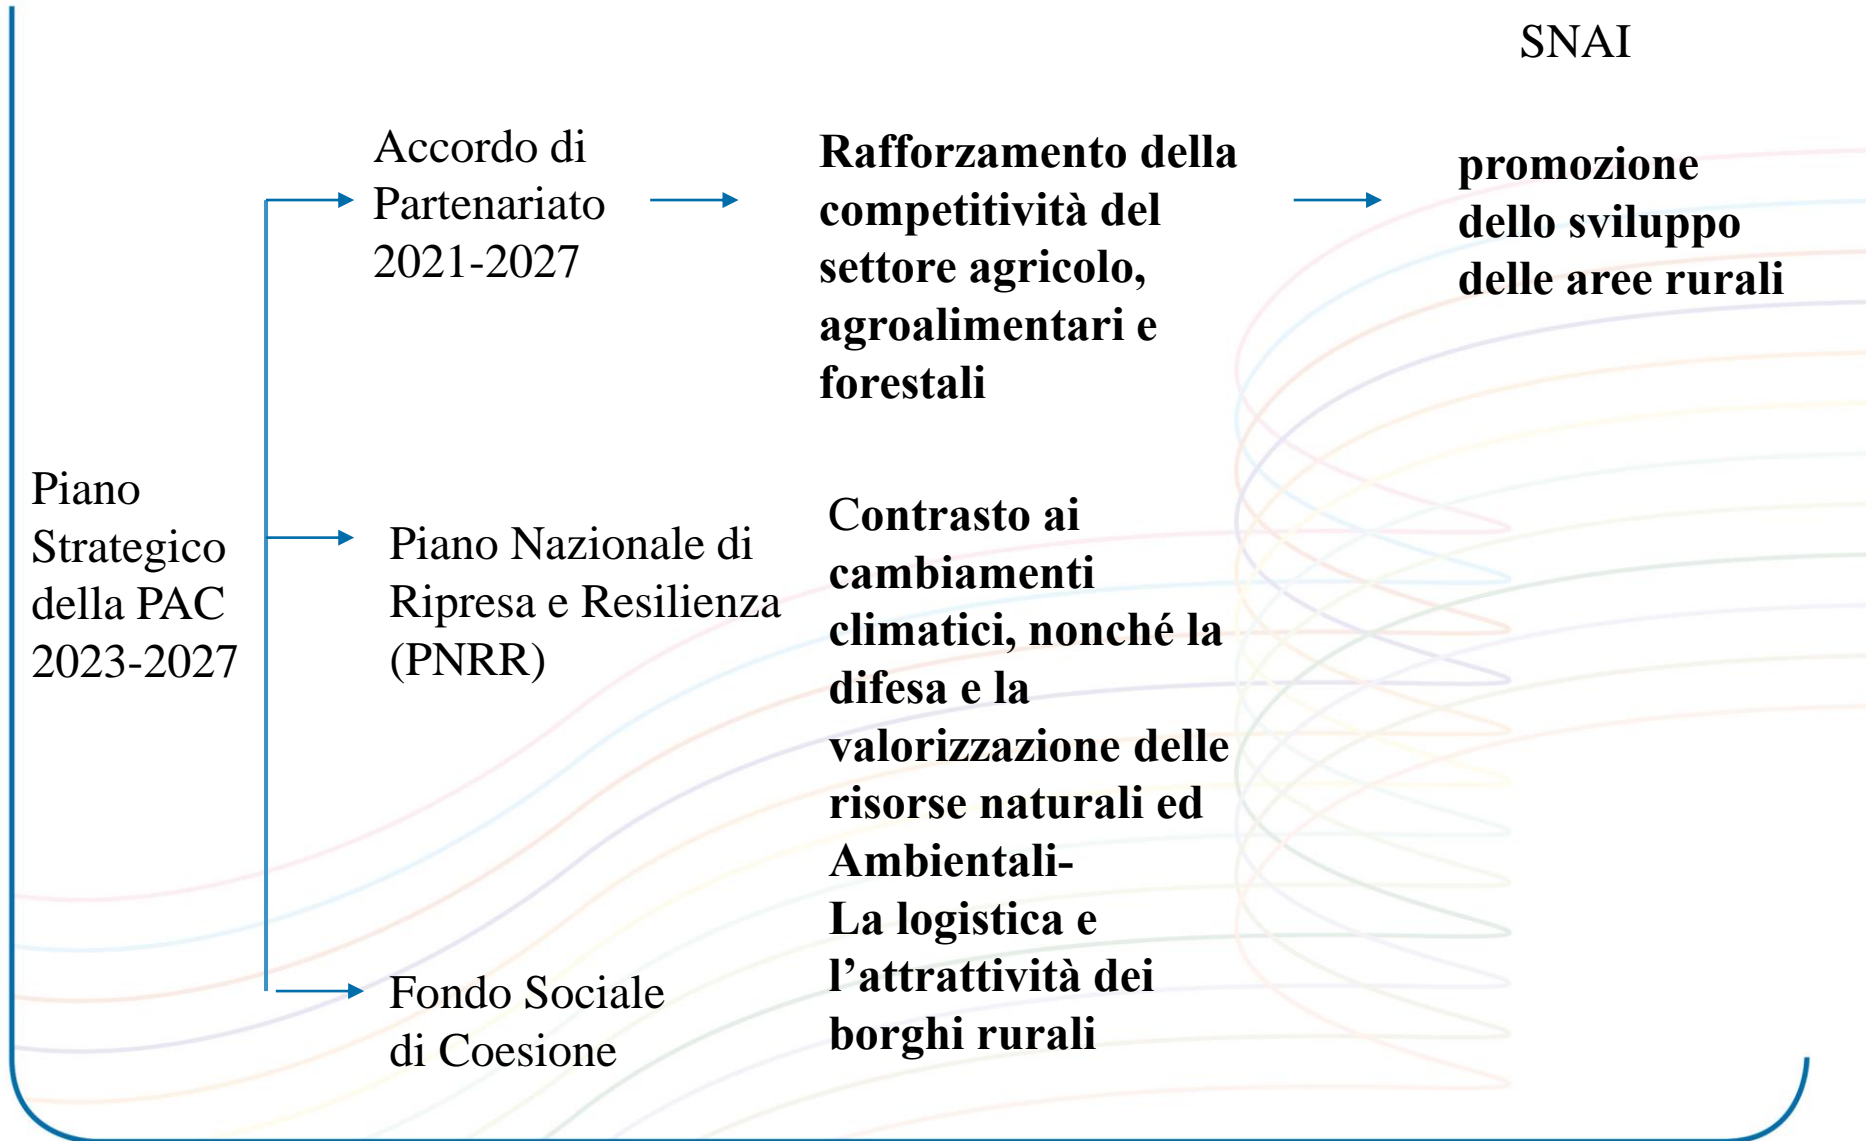 SNAI
Accordo di
Partenariato
2021-2027
Rafforzamento della
competitività del
settore agricolo,
agroalimentari e
forestali
promozione
dello sviluppo
delle aree rurali
Piano
Strategico
della PAC
2023-2027
Piano Nazionale di
Ripresa e Resilienza
(PNRR)
Contrasto ai
cambiamenti
climatici, nonché la
difesa e la
valorizzazione delle
risorse naturali ed
Ambientali-
La logistica e
l’attrattività dei
borghi rurali
Fondo Sociale
di Coesione